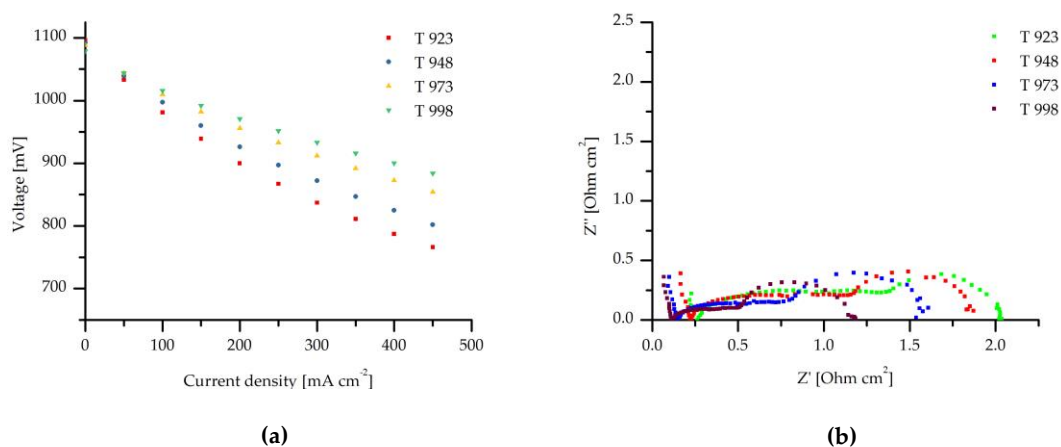 1100
1000
900
800
700
0
100
200
300
400
500
Voltage [mV]
Current density [mA cm-2]
T 923
T 948
T 973
T 998
(a)
2.5
2.0
1.5
1.0
0.5
0.0
0.0
0.5
1.0
1.5
2.0
Z'' [Ohm cm2]
Z' [Ohm cm2]
T 923
T 948
T 973
T 998
(b)